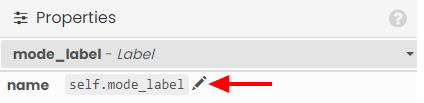 Properties ?
mode_label - Label
name self.mode_label